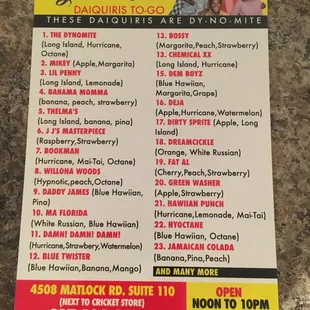 DAIQUIRIS TO-GO
THESE DAIQUIRIS ARE DY-NO-MITE
1. THE DYNOMITE
(Long Island, Hurricane,
Octane)
2. MIKEY (Apple,Margarita)
3. LIL PENNY
(Long Island, Lemonade)
4. BAHAMA MOMMA
(banana, peach, strawberry)
5. THELMA'S
(Long Island, banana, pina)
6. J J'S MASTERPIECE
(Raspberry,Strawberry)
7. BOOKMAN
(Hurricane, Mai-Tai, Octane)
8. WILLONA WOODS
(Hypnotic,peach, Octane)
9. DADDY JAMES (Blue Hawiian,
Pina)
10. MA FLORIDA
(White Russian, Blue Hawiian)
11. DAMN! DAMN! DAMN!
(Hurricane,Strawbery,Watermelon)
12. BLUE TWISTER
(Blue Hawiian,Banana,Mango)
13. BOSSY
(Margarita,Peach,Strawberry)
13. CHEMICAL XX
(Long Island, Hurricane)
15. DEM BOYZ
(Blue Hawiian,
Margarita,Grape)
16. DEJA
(Apple,Hurricane,Watermelon)
17. DIRTY SPRITE (Apple, Long
Island)
18. DREAMCICKLE
(Orange, White Russian)
19. FAT AL
(Cherry, Peach, Strawberry)
20. GREEN WASHER
(Apple, Strawberry)
21. HAWIIAN PUNCH
(Hurricane, Lemonade, Mai-Tai)
22. HYOCTANE
(Blue Hawiian, Octane)
23. JAMAICAN COLADA
(Banana,Pina,Peach)
AND MANY MORE
4508 MATLOCK RD. SUITE 110
(NEXT TO CRICKET STORE)
OPEN
NOON TO 10PM